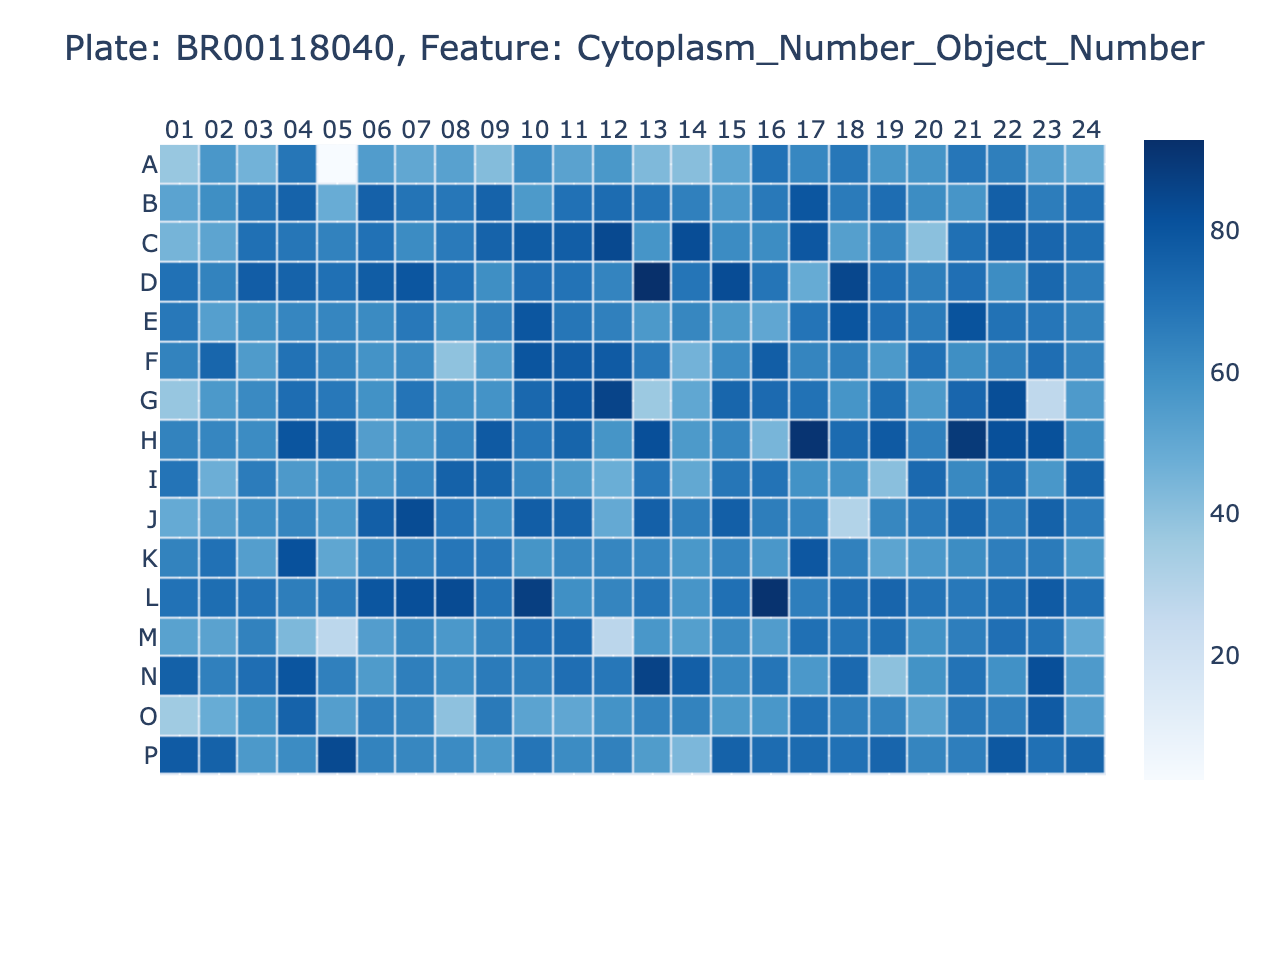 Plate: BR00118040, Feature: Cytoplasm_Number_Object_Number
01 02 03 04 05 06 07 08 09 10 11 12 13 14 15 16 17 18 19 20 21 22 23 24
A
B
C
D
E
F
G
H
I
J
K
L
M
N
O
P
80
60
40
20